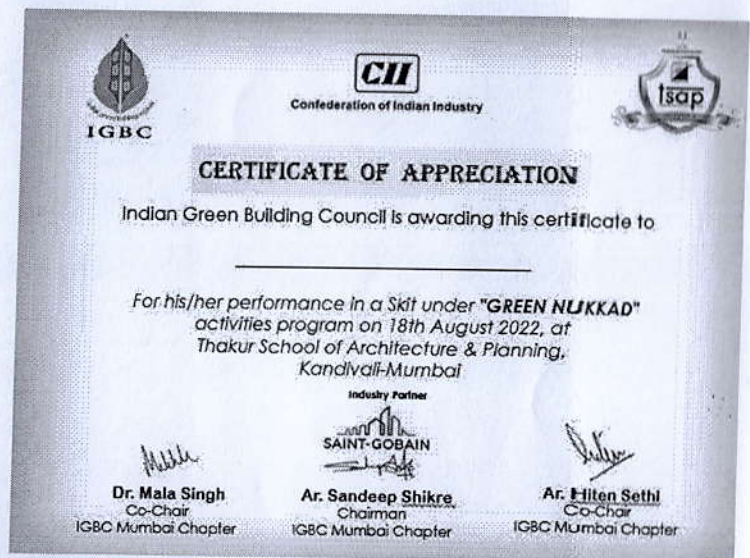 IGBC
CII
Confederation of Indian Industry
tsap
CERTIFICATE OF APPRECIATION
Indian Green Building Council is awarding this certificate to
For his/her performance in a Skit under "GREEN NUKKAD"
activities program on 18th August 2022, at
Thakur School of Architecture & Planning,
Kandivali-Mumbai
Industry Partner
SAINT-GOBAIN
Dr. Mala Singh
Co-Chair
IGBC Mumbai Chapter
Ar. Sandeep Shikre
Chairman
IGBC Mumbai Chapter
Ar. Hiten Sethi
Co-Chair
IGBC Mumbai Chapter